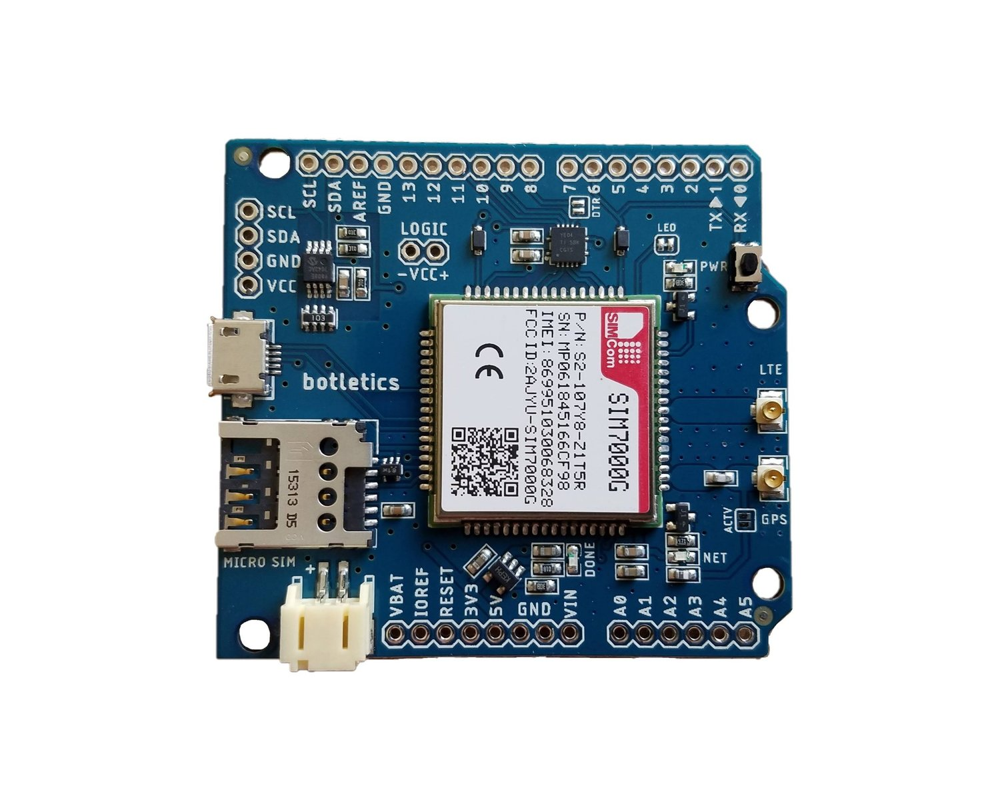 SCL
SDA
AREF
GND
13
12
11
10
9
8
7
6
5
4
3
2
TX 1
RX 0
SCL
SDA
GND
VCC
LOGIC
-VCC+
DTR
LED
PWR
103
botletics
SIMCom
SIM7000G
P/N: S2-107Y8-Z1T5R
SN: MP061845166CF98
IMEI: 869951030068328
FCC ID:2AJYU-SIM7000G
CE
LTE
GPS
ACTV
NET
DONE
15313 D5
MICRO SIM
+
KEPH
VBAT
IOREF
RESET
3V3
5V
GND
VIN
A0
A1
A2
A3
A4
A5